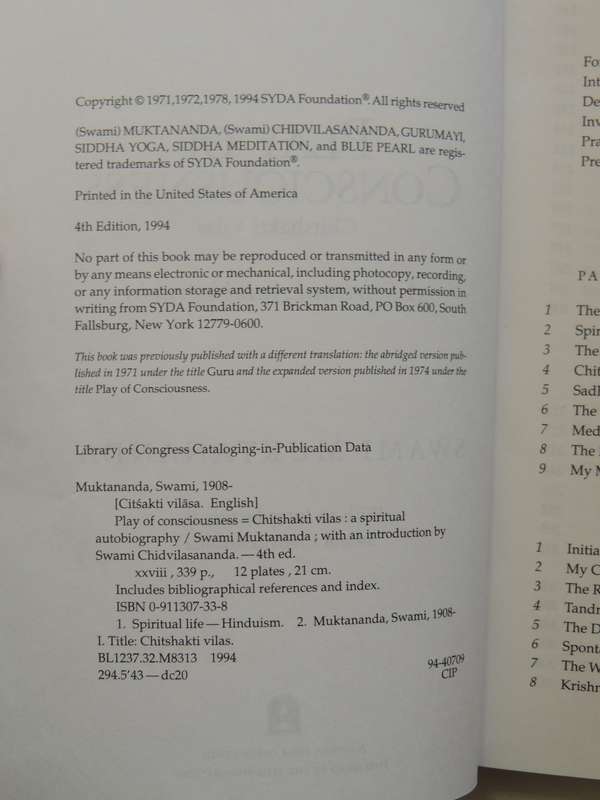 Copyright © 1971,1972,1978, 1994 SYDA Foundation®. All rights reserved
(Swami) MUKTANANDA, (Swami) CHIDVILASANANDA, GURUMAYI,
SIDDHA YOGA, SIDDHA MEDITATION, and BLUE PEARL are regis-
tered trademarks of SYDA Foundation®.
Printed in the United States of America
4th Edition, 1994
No part of this book may be reproduced or transmitted in any form or
by any means electronic or mechanical, including photocopy, recording,
or any information storage and retrieval system, without permission in
writing from SYDA Foundation, 371 Brickman Road, PO Box 600, South
Fallsburg, New York 12779-0600.
This book was previously published with a different translation: the abridged version pub-
lished in 1971 under the title Guru and the expanded version published in 1974 under the
title Play of Consciousness.
Library of Congress Cataloging-in-Publication Data
Muktananda, Swami, 1908-
[Citśakti vilāsa. English]
Play of consciousness = Chitshakti vilas : a spiritual
autobiography / Swami Muktananda ; with an introduction by
Swami Chidvilasananda. — 4th ed.
xxviii , 339 p., 12 plates , 21 cm.
Includes bibliographical references and index.
ISBN 0-911307-33-8
1. Spiritual life — Hinduism. 2. Muktananda, Swami, 1908-
I. Title: Chitshakti vilas.
BL1237.32.M8313 1994
294.5'43 — dc20
94-40709
CIP
Fo
Int
De
Inv
Pra
Pre
PA
1 The
2 Spir
3 The
4 Chit
5 Sadh
6 The
7 Med
8 The
9 My M
1 Initia
2 My C
3 The R
4 Tandr
5 The D
6 Sponta
7 The W
8 Krishn